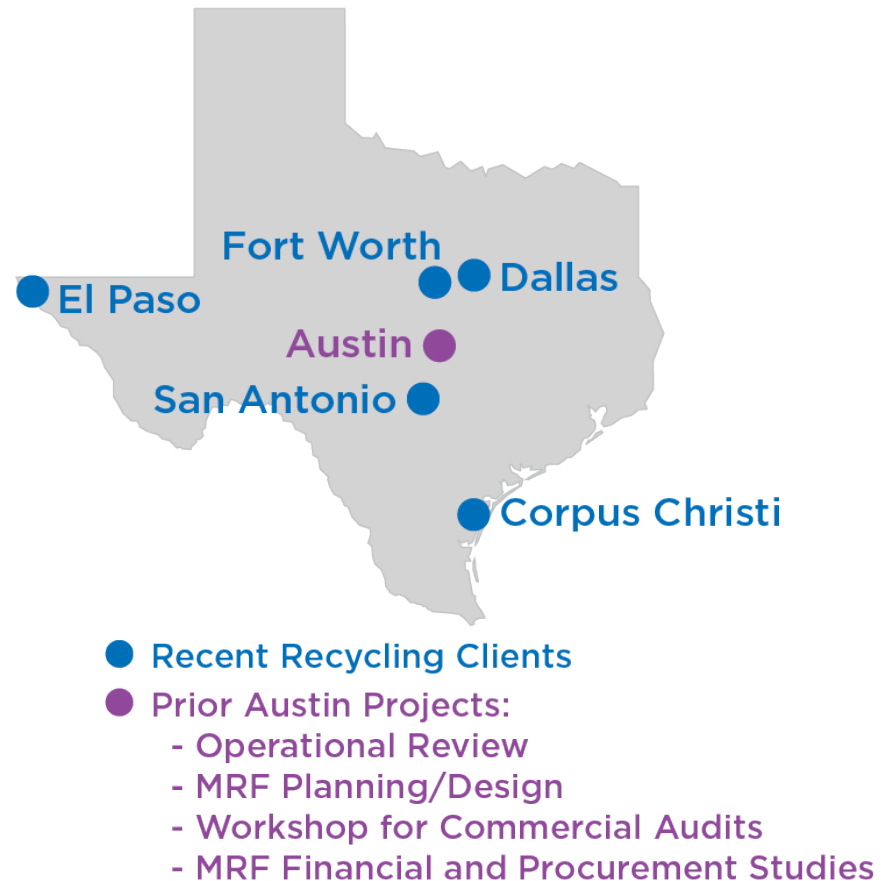 Fort Worth
Dallas
El Paso
Austin
San Antonio
Corpus Christi
Recent Recycling Clients
Prior Austin Projects:
- Operational Review
- MRF Planning/Design
- Workshop for Commercial Audits
- MRF Financial and Procurement Studies